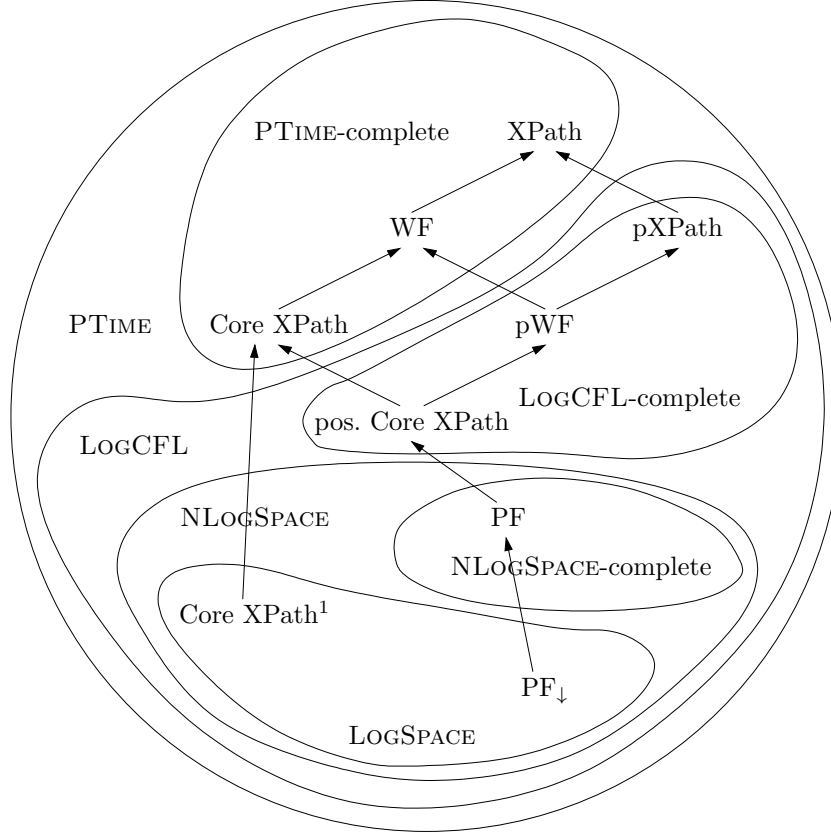 PTIME-complete XPath
WF pXPath
PTIME Core XPath pWF
LOGCFL-complete
pos. Core XPath
LOGCFL
NLOGSPACE PF
NLOGSPACE-complete
Core XPath¹
PF↓
LOGSPACE